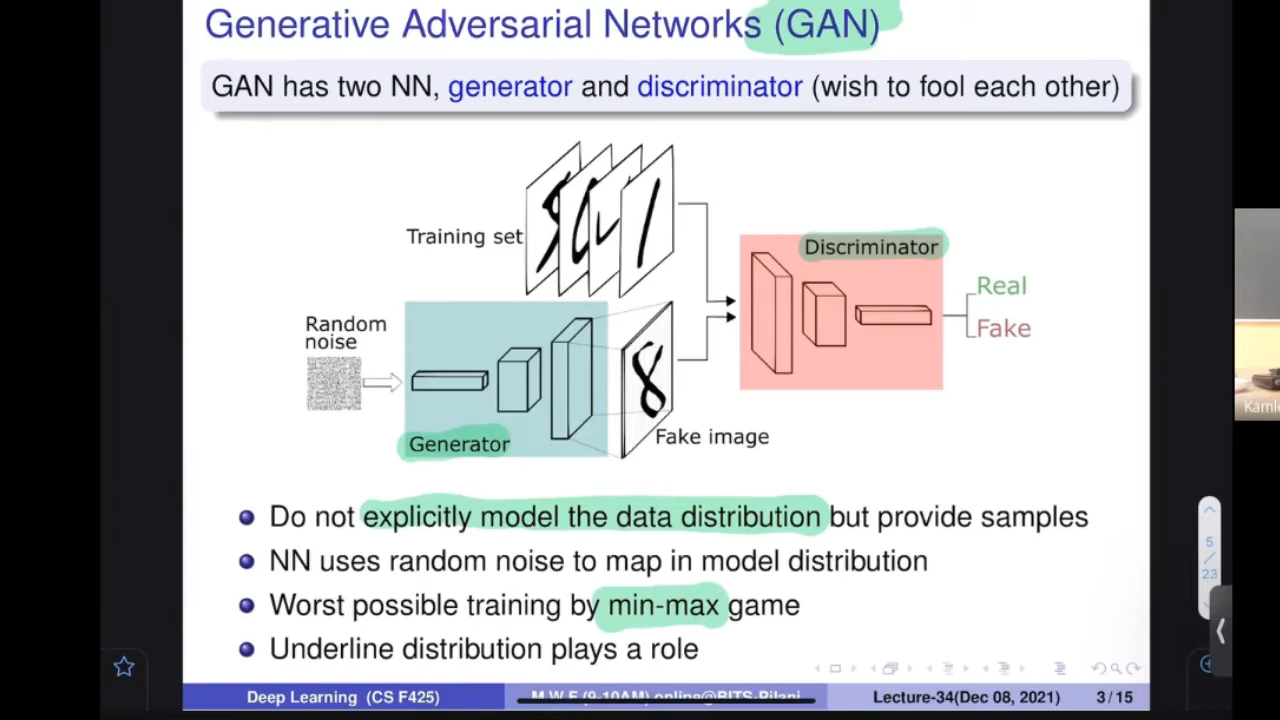 Generative Adversarial Networks (GAN)
GAN has two NN, generator and discriminator (wish to fool each other)
Training set
Discriminator
Real
Fake
Random
noise
8
Generator
Fake image
Do not explicitly model the data distribution but provide samples
NN uses random noise to map in model distribution
Worst possible training by min-max game
Underline distribution plays a role
5
/
23
Deep Learning (CS F425)
M W F (9-10AM) online@BITS-Pilani
Lecture-34(Dec 08, 2021)
3 / 15